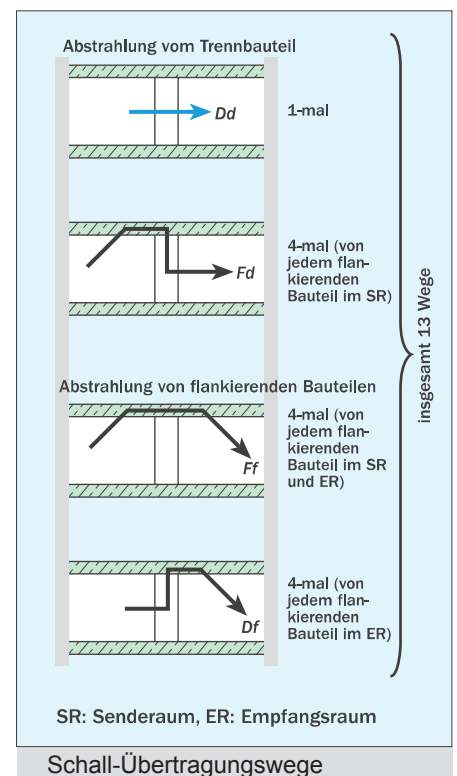 Abstrahlung vom Trennbauteil
Dd
1-mal
Fd
4-mal (von
jedem flan-
kierenden
Bauteil im SR)
Abstrahlung von flankierenden Bauteilen
Ff
4-mal (von
jedem flan-
kierenden
Bauteil im SR
und ER)
Df
4-mal (von
jedem flan-
kierenden
Bauteil im ER)
insgesamt 13 Wege
SR: Senderaum, ER: Empfangsraum
Schall-Übertragungswege